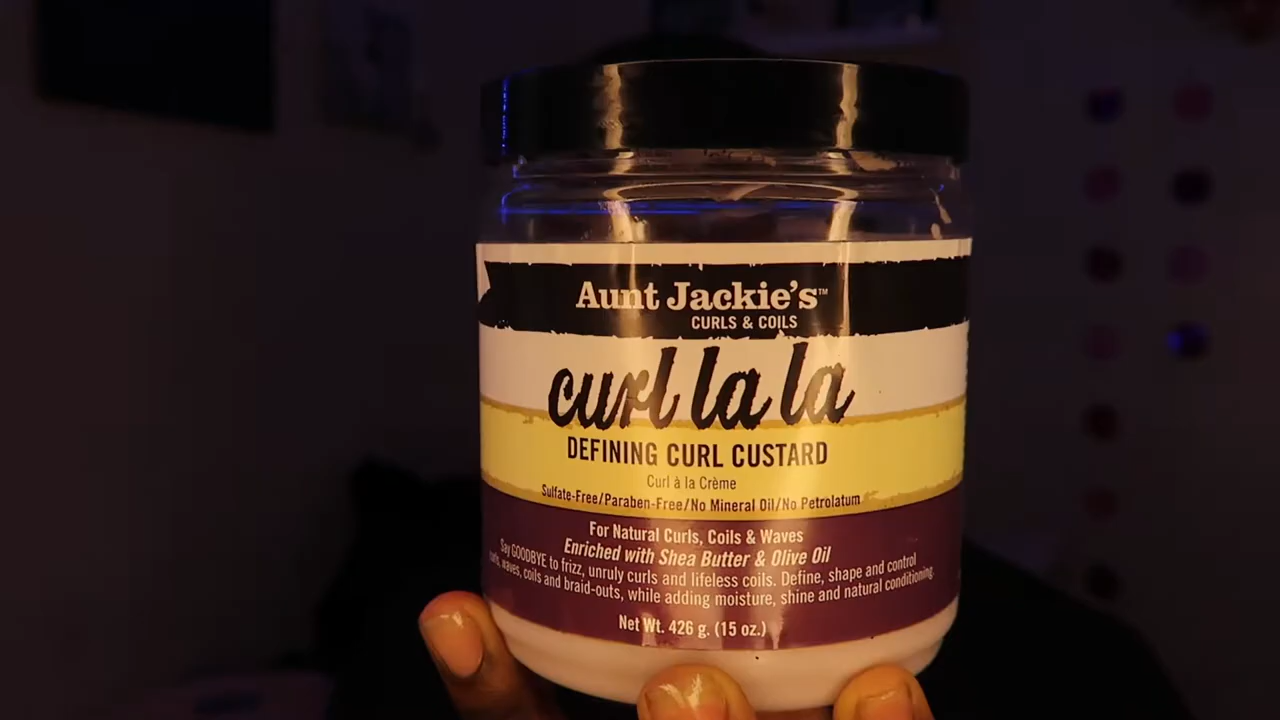 Aunt Jackie's™
CURLS & COILS
curl la la
DEFINING CURL CUSTARD
Curl à la Crème
Sulfate-Free/Paraben-Free/No Mineral Oil/No Petrolatum
For Natural Curls, Coils & Waves
Enriched with Shea Butter & Olive Oil
Say GOODBYE to frizz, unruly curls and lifeless coils. Define, shape and control
curls, waves, coils and braid-outs, while adding moisture, shine and natural conditioning.
Net Wt. 426 g. (15 oz.)